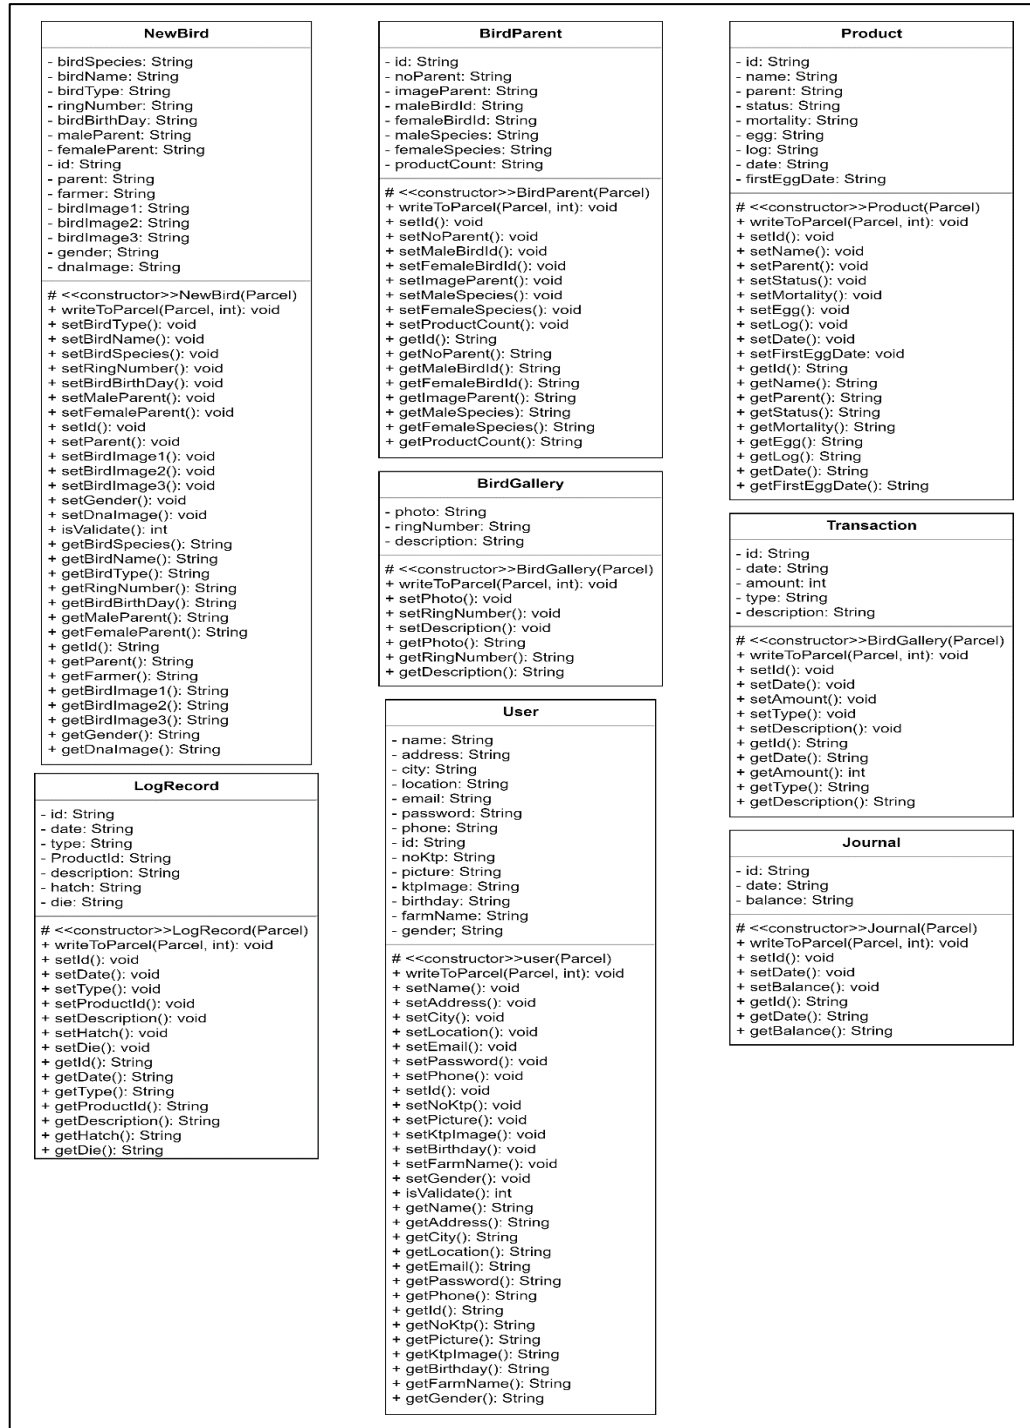 NewBird
- birdSpecies: String
- birdName: String
- birdType: String
- ringNumber: String
- birdBirthDay: String
- maleParent: String
- femaleParent: String
- id: String
- parent: String
- farmer: String
- birdImage1: String
- birdImage2: String
- birdImage3: String
- gender; String
- dnaImage: String
# <<constructor>>NewBird(Parcel)
+ writeToParcel(Parcel, int): void
+ setBirdType(): void
+ setBirdName(): void
+ setBirdSpecies(): void
+ setRingNumber(): void
+ setBirdBirthDay(): void
+ setMaleParent(): void
+ setFemaleParent(): void
+ setId(): void
+ setParent(): void
+ setBirdImage1(): void
+ setBirdImage2(): void
+ setBirdImage3(): void
+ setGender(): void
+ setDnaImage(): void
+ isValidate(): int
+ getBirdSpecies(): String
+ getBirdName(): String
+ getBirdType(): String
+ getRingNumber(): String
+ getBirdBirthDay(): String
+ getMaleParent(): String
+ getFemaleParent(): String
+ getId(): String
+ getParent(): String
+ getFarmer(): String
+ getBirdImage1(): String
+ getBirdImage2(): String
+ getBirdImage3(): String
+ getGender(): String
+ getDnaImage(): String
LogRecord
- id: String
- date: String
- type: String
- ProductId: String
- description: String
- hatch: String
- die: String
# <<constructor>>LogRecord(Parcel)
+ writeToParcel(Parcel, int): void
+ setId(): void
+ setDate(): void
+ setType(): void
+ setProductId(): void
+ setDescription(): void
+ setHatch(): void
+ setDie(): void
+ getId(): String
+ getDate(): String
+ getType(): String
+ getProductId(): String
+ getDescription(): String
+ getHatch(): String
+ getDie(): String
BirdParent
- id: String
- noParent: String
- imageParent: String
- maleBirdId: String
- femaleBirdId: String
- maleSpecies: String
- femaleSpecies: String
- productCount: String
# <<constructor>>BirdParent(Parcel)
+ writeToParcel(Parcel, int): void
+ setId(): void
+ setNoParent(): void
+ setMaleBirdId(): void
+ setFemaleBirdId(): void
+ setImageParent(): void
+ setMaleSpecies(): void
+ setFemaleSpecies(): void
+ setProductCount(): void
+ getId(): String
+ getNoParent(): String
+ getMaleBirdId(): String
+ getFemaleBirdId(): String
+ getImageParent(): String
+ getMaleSpecies): String
+ getFemaleSpecies(): String
+ getProductCount(): String
BirdGallery
- photo: String
- ringNumber: String
- description: String
# <<constructor>>BirdGallery(Parcel)
+ writeToParcel(Parcel, int): void
+ setPhoto(): void
+ setRingNumber(): void
+ setDescription(): void
+ getPhoto(): String
+ getRingNumber(): String
+ getDescription(): String
User
- name: String
- address: String
- city: String
- location: String
- email: String
- password: String
- phone: String
- id: String
- noKtp: String
- picture: String
- ktpImage: String
- birthday: String
- farmName: String
- gender; String
# <<constructor>>user(Parcel)
+ writeToParcel(Parcel, int): void
+ setName(): void
+ setAddress(): void
+ setCity(): void
+ setLocation(): void
+ setEmail(): void
+ setPassword(): void
+ setPhone(): void
+ setId(): void
+ setNoKtp(): void
+ setPicture(): void
+ setKtpImage(): void
+ setBirthday(): void
+ setFarmName(): void
+ setGender(): void
+ isValidate(): int
+ getName(): String
+ getAddress(): String
+ getCity(): String
+ getLocation(): String
+ getEmail(): String
+ getPassword(): String
+ getPhone(): String
+ getId(): String
+ getNoKtp(): String
+ getPicture(): String
+ getKtpImage(): String
+ getBirthday(): String
+ getFarmName(): String
+ getGender(): String
Product
- id: String
- name: String
- parent: String
- status: String
- mortality: String
- egg: String
- log: String
- date: String
- firstEggDate: String
# <<constructor>>Product(Parcel)
+ writeToParcel(Parcel, int): void
+ setId(): void
+ setName(): void
+ setParent(): void
+ setStatus(): void
+ setMortality(): void
+ setEgg(): void
+ setLog(): void
+ setDate(): void
+ setFirstEggDate: void
+ getId(): String
+ getName(): String
+ getParent(): String
+ getStatus(): String
+ getMortality(): String
+ getEgg(): String
+ getLog(): String
+ getDate(): String
+ getFirstEggDate(): String
Transaction
- id: String
- date: String
- amount: int
- type: String
- description: String
# <<constructor>>BirdGallery(Parcel)
+ writeToParcel(Parcel, int): void
+ setId(): void
+ setDate(): void
+ setAmount(): void
+ setType(): void
+ setDescription(): void
+ getId(): String
+ getDate(): String
+ getAmount(): int
+ getType(): String
+ getDescription(): String
Journal
- id: String
- date: String
- balance: String
# <<constructor>>Journal(Parcel)
+ writeToParcel(Parcel, int): void
+ setId(): void
+ setDate(): void
+ setBalance(): void
+ getId(): String
+ getDate(): String
+ getBalance(): String